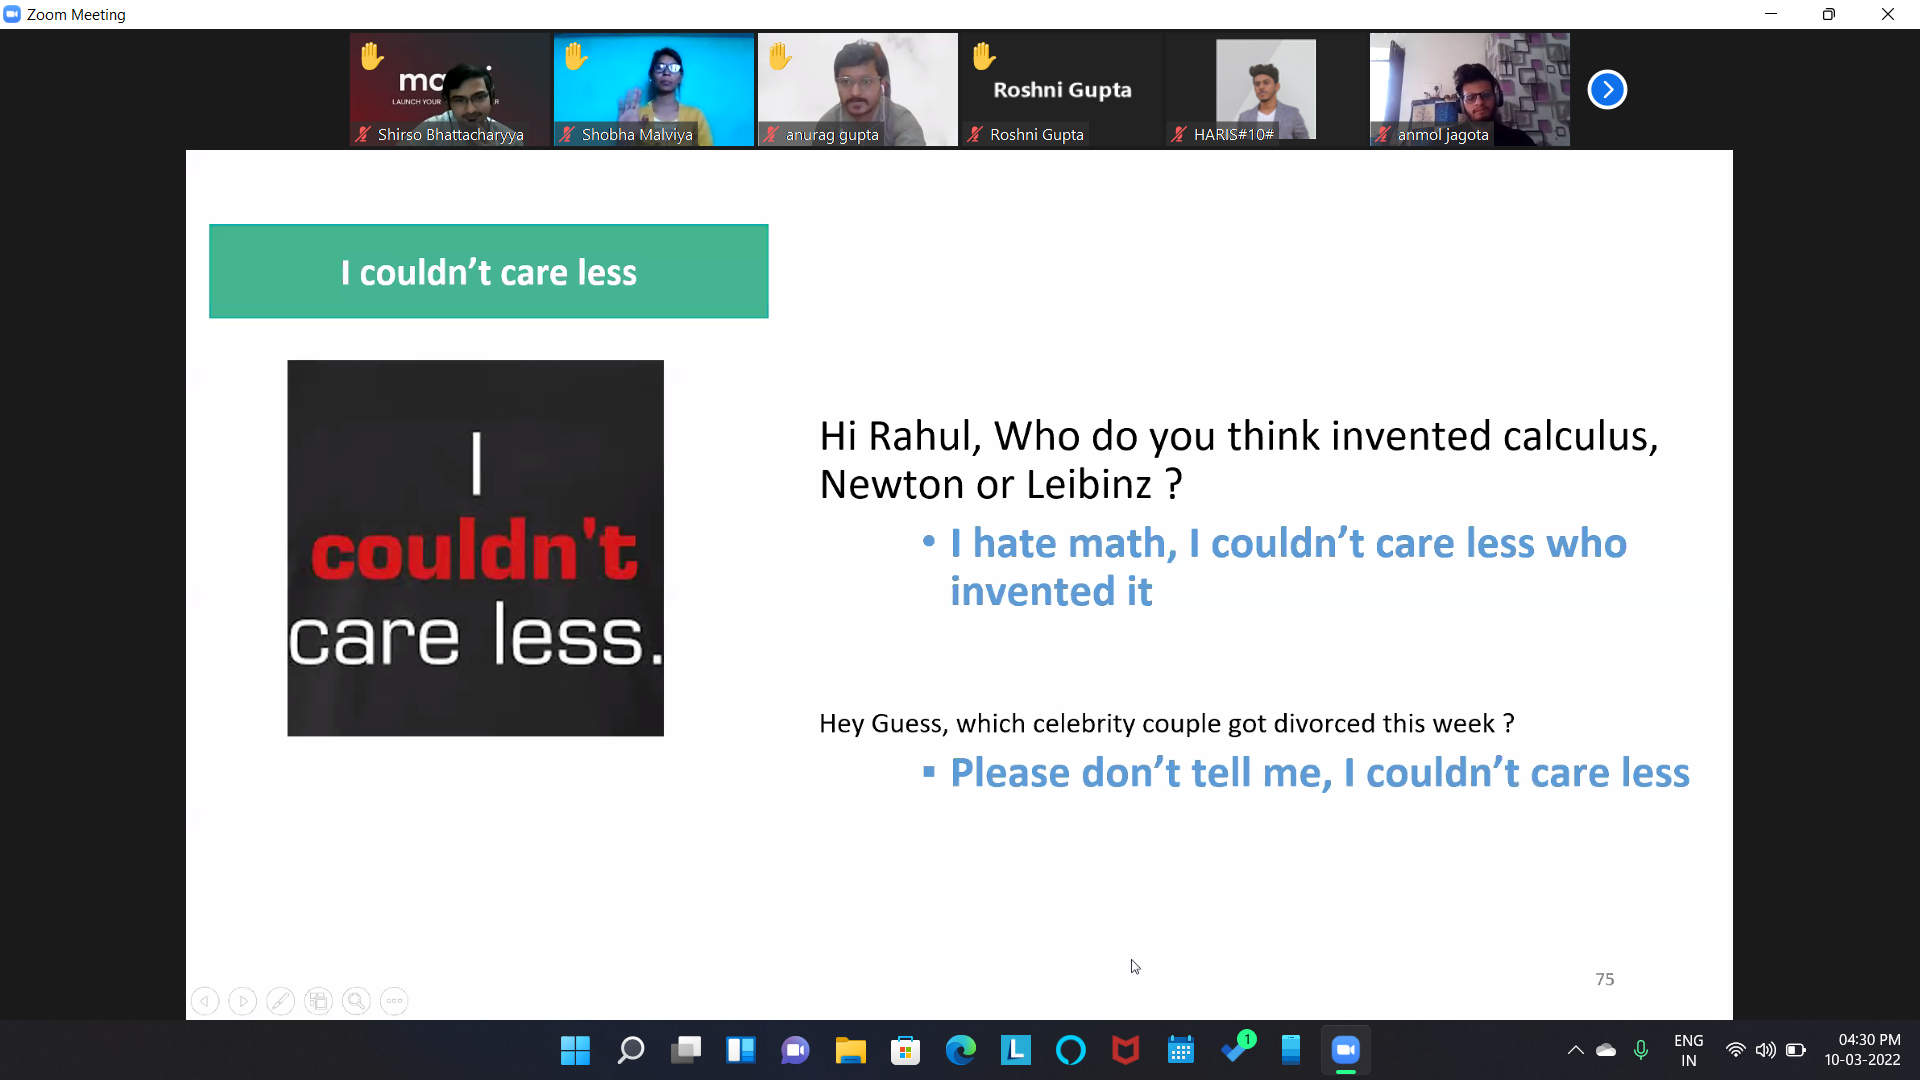 Zoom Meeting
LAUNCH YOUR
Shirso Bhattacharyya
Shobha Malviya
anurag gupta
Roshni Gupta
Roshni Gupta
HARIS#10#
anmol jagota
I couldn't care less
I
couldn't
care less.
Hi Rahul, Who do you think invented calculus,
Newton or Leibinz ?
• I hate math, I couldn't care less who
invented it
Hey Guess, which celebrity couple got divorced this week ?
▪ Please don't tell me, I couldn't care less
75
L
1
ENG
IN
04:30 PM
10-03-2022